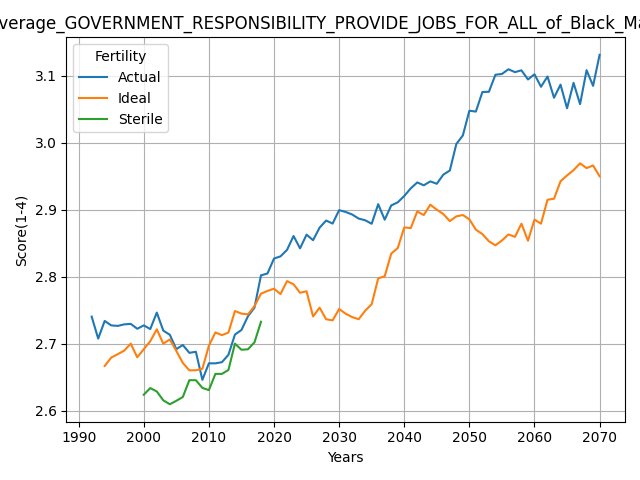 verage_GOVERNMENT_RESPONSIBILITY_PROVIDE_JOBS_FOR_ALL_of_Black_Ma
Fertility
Actual
Ideal
Sterile
Score(1-4)
3.1
3.0
2.9
2.8
2.7
2.6
1990 2000 2010 2020 2030 2040 2050 2060 2070
Years